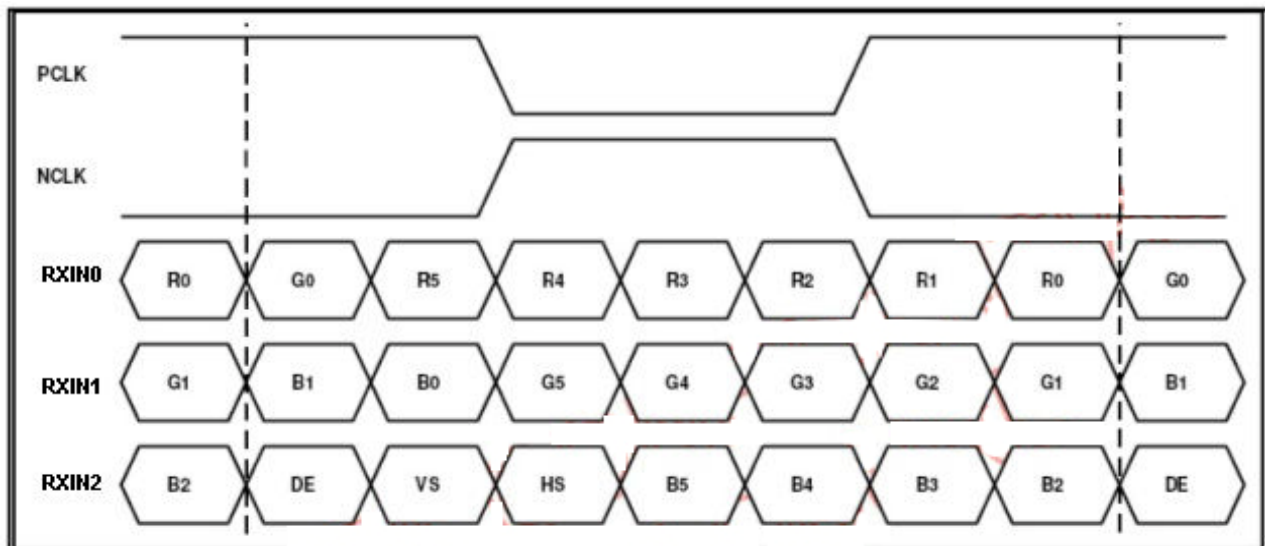 PCLK
NCLK
RXIN0 R0 G0 R5 R4 R3 R2 R1 R0 G0
RXIN1 G1 B1 B0 G5 G4 G3 G2 G1 B1
RXIN2 B2 DE VS HS B5 B4 B3 B2 DE